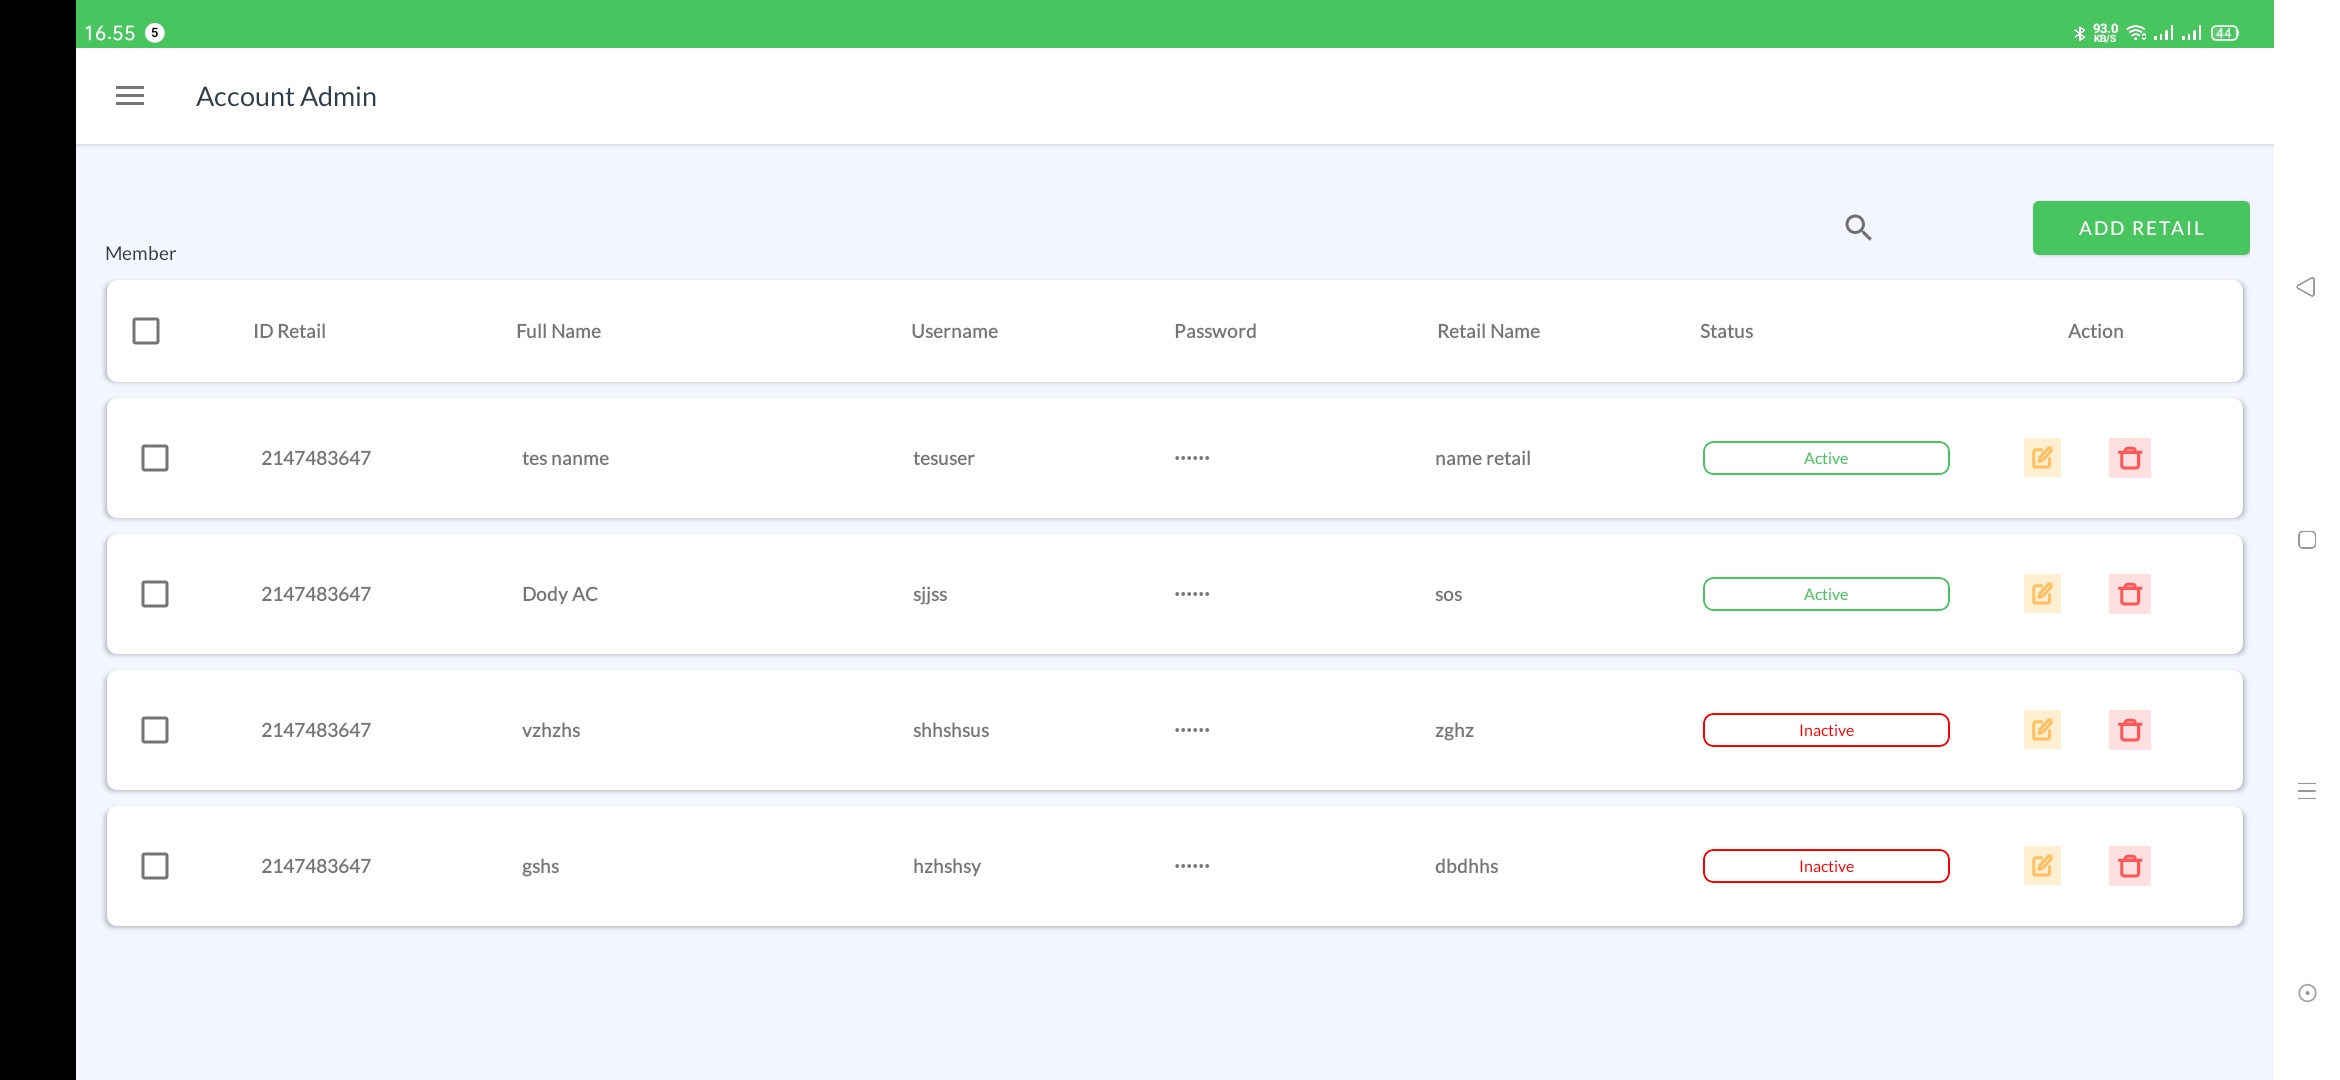 16.55 5 93.0 KB/S 44
Account Admin
ADD RETAIL
Member
ID Retail Full Name Username Password Retail Name Status Action
2147483647 tes nanme tesuser •••••• name retail Active
2147483647 Dody AC sjjss •••••• sos Active
2147483647 vzhzhs shhshsus •••••• zghz Inactive
2147483647 gshs hzhshsy •••••• dbdhhs Inactive